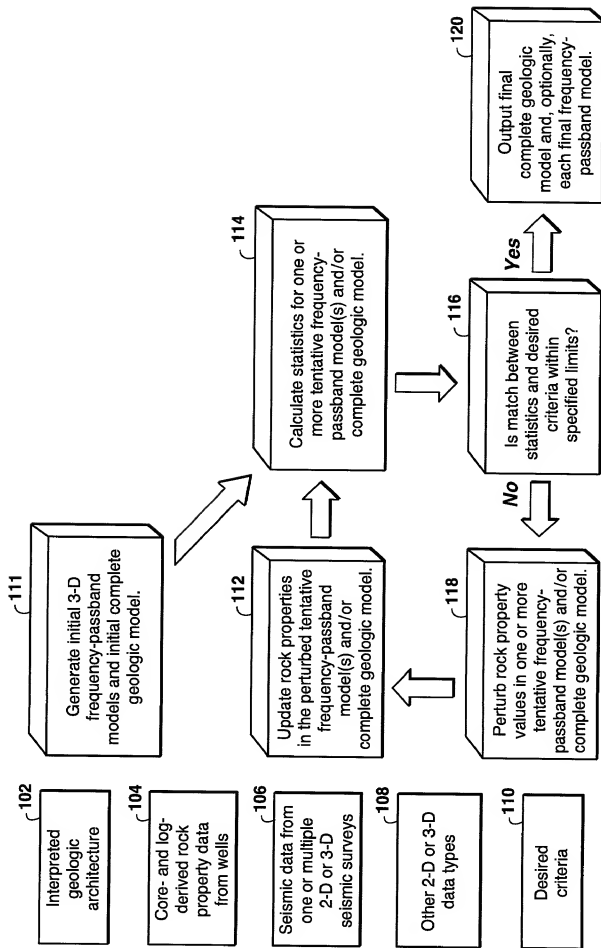 102
Interpreted
geologic
architecture
104
Core- and log-
derived rock
property data
from wells
106
Seismic data from
one or multiple
2-D or 3-D
seismic surveys
108
Other 2-D or 3-D
data types
110
Desired
criteria
111
Generate initial 3-D
frequency-passband
models and initial complete
geologic model.
112
Update rock properties
in the perturbed tentative
frequency-passband
model(s) and/or
complete geologic model.
118
Perturb rock property
values in one or more
tentative frequency-
passband model(s) and/or
complete geologic model.
114
Calculate statistics for one or
more tentative frequency-
passband model(s) and/or
complete geologic model.
116
Is match between
statistics and desired
criteria within
specified limits?
No
Yes
120
Output final
complete geologic
model and, optionally,
each final frequency-
passband model.